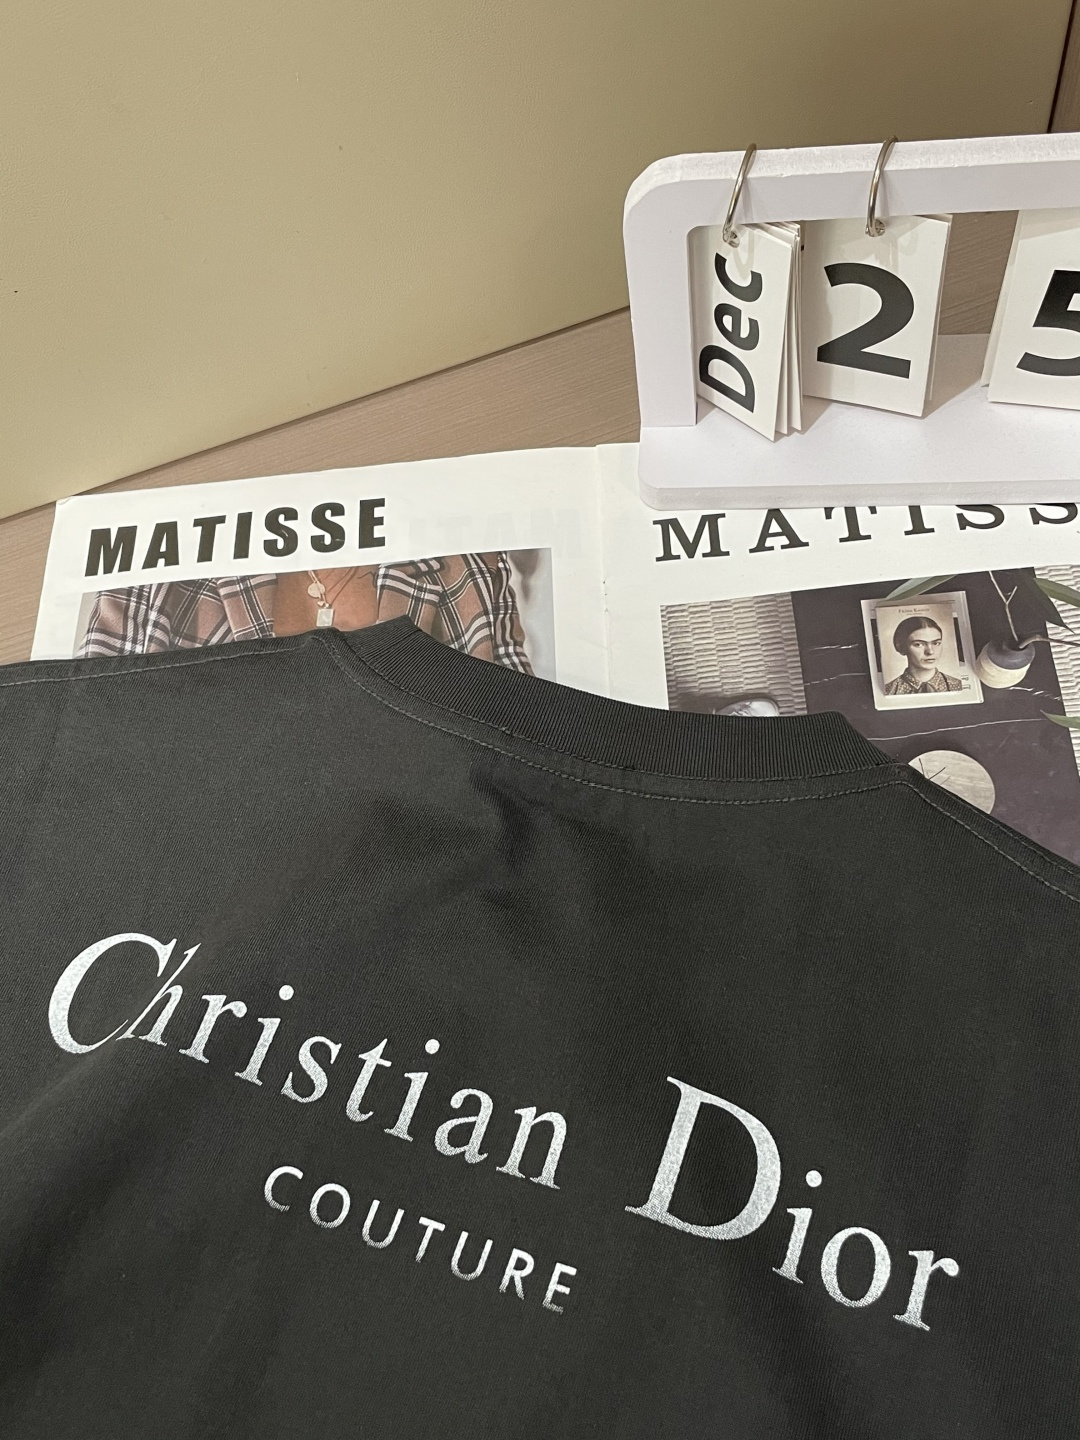 Dec 2 5
MATISSE
MATISS
Christian Dior
COUTURE